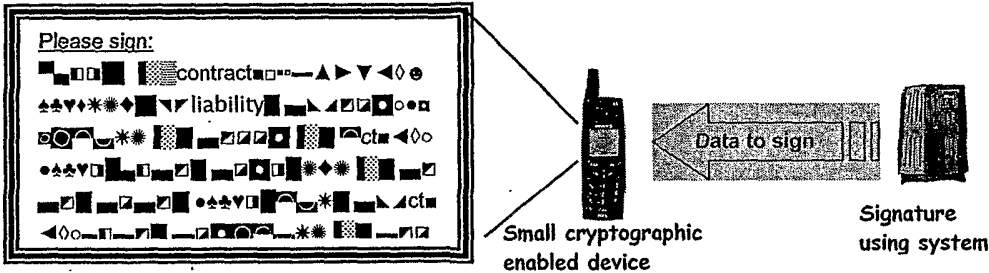 Please sign:
contract
liability
ct
ct
Data to sign
Small cryptographic
enabled device
Signature
using system